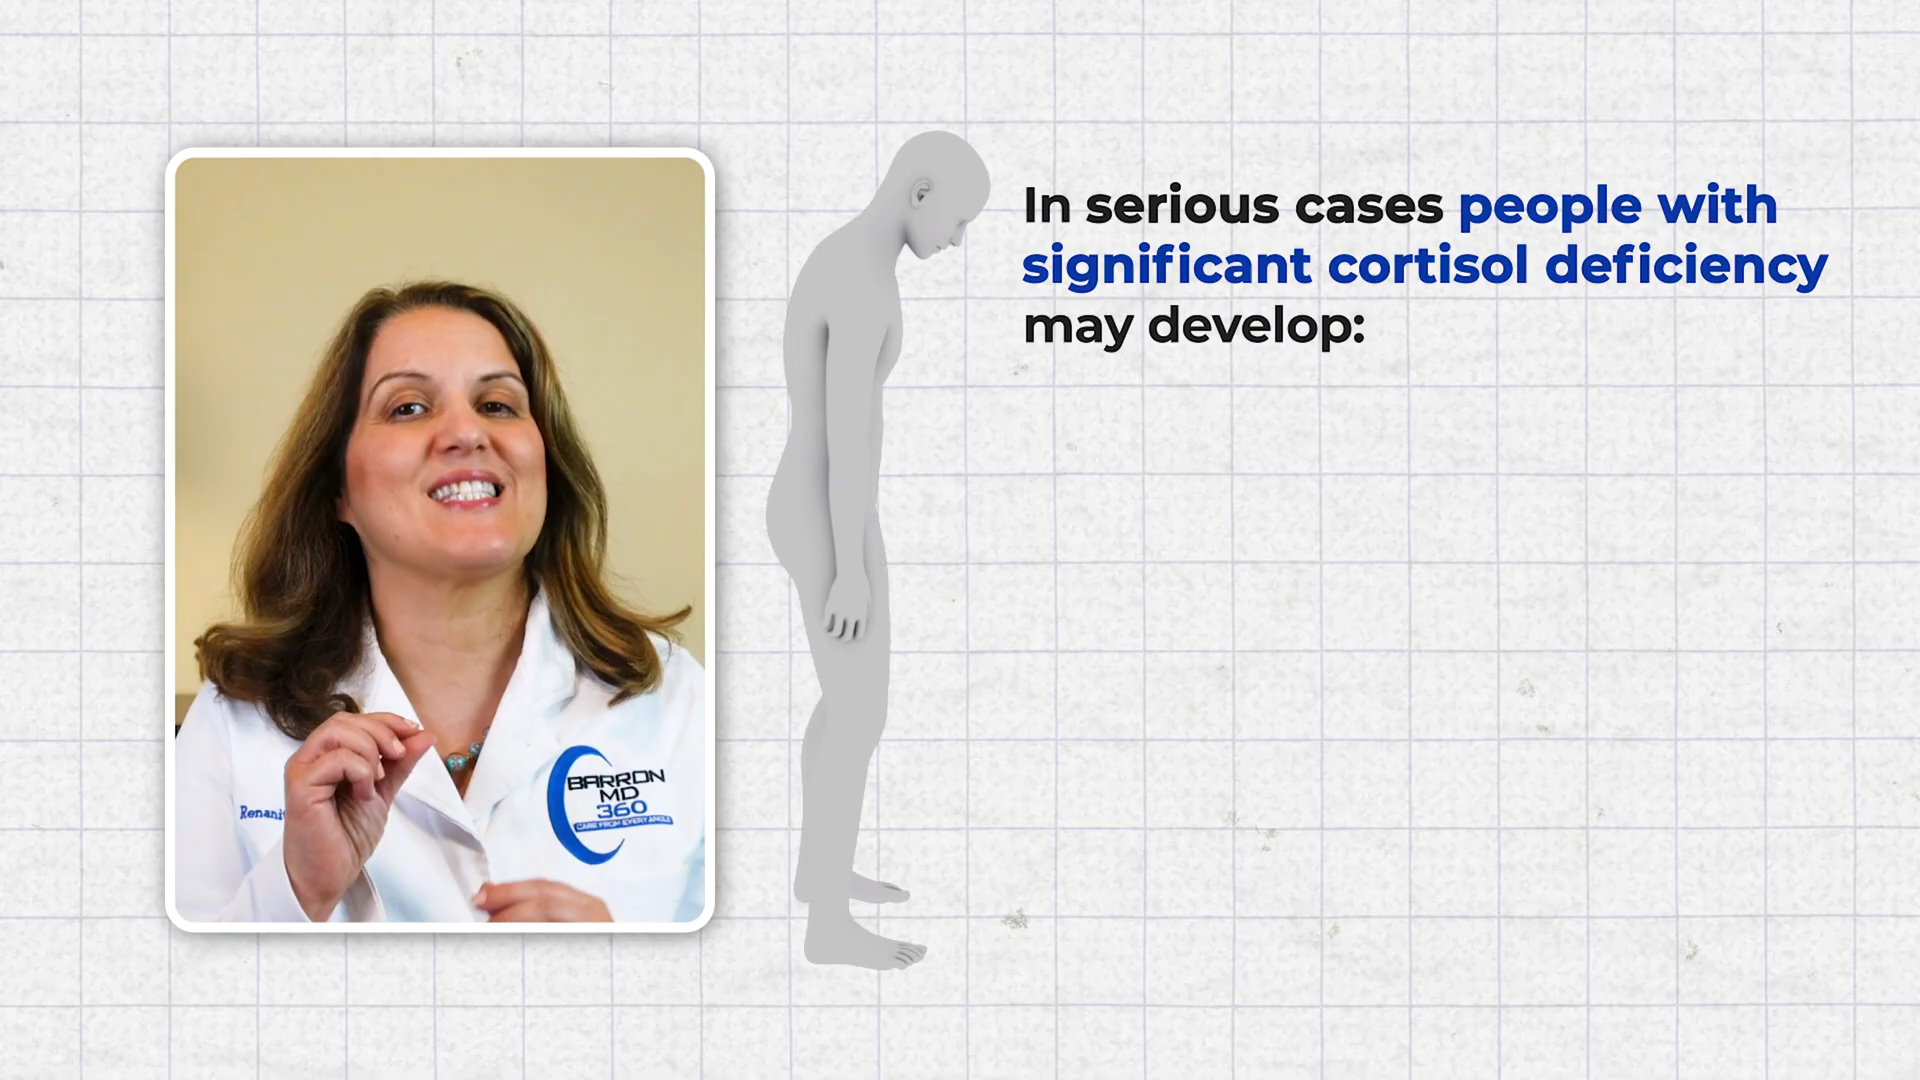 In serious cases people with
significant cortisol deficiency
may develop:
BARRON
MD
360
CARE FROM EVERY ANGLE